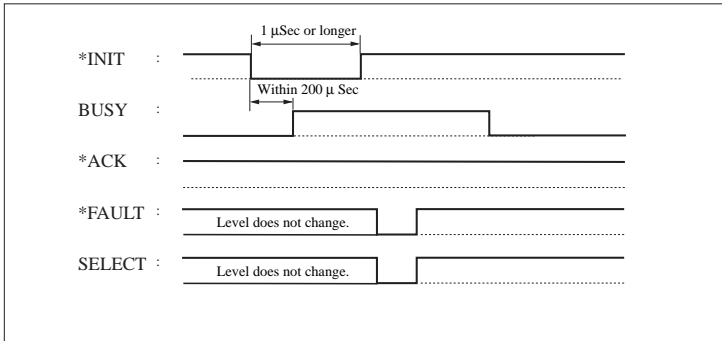 1 μSec or longer
*INIT :
Within 200 μ Sec
BUSY :
*ACK :
*FAULT : Level does not change.
SELECT : Level does not change.